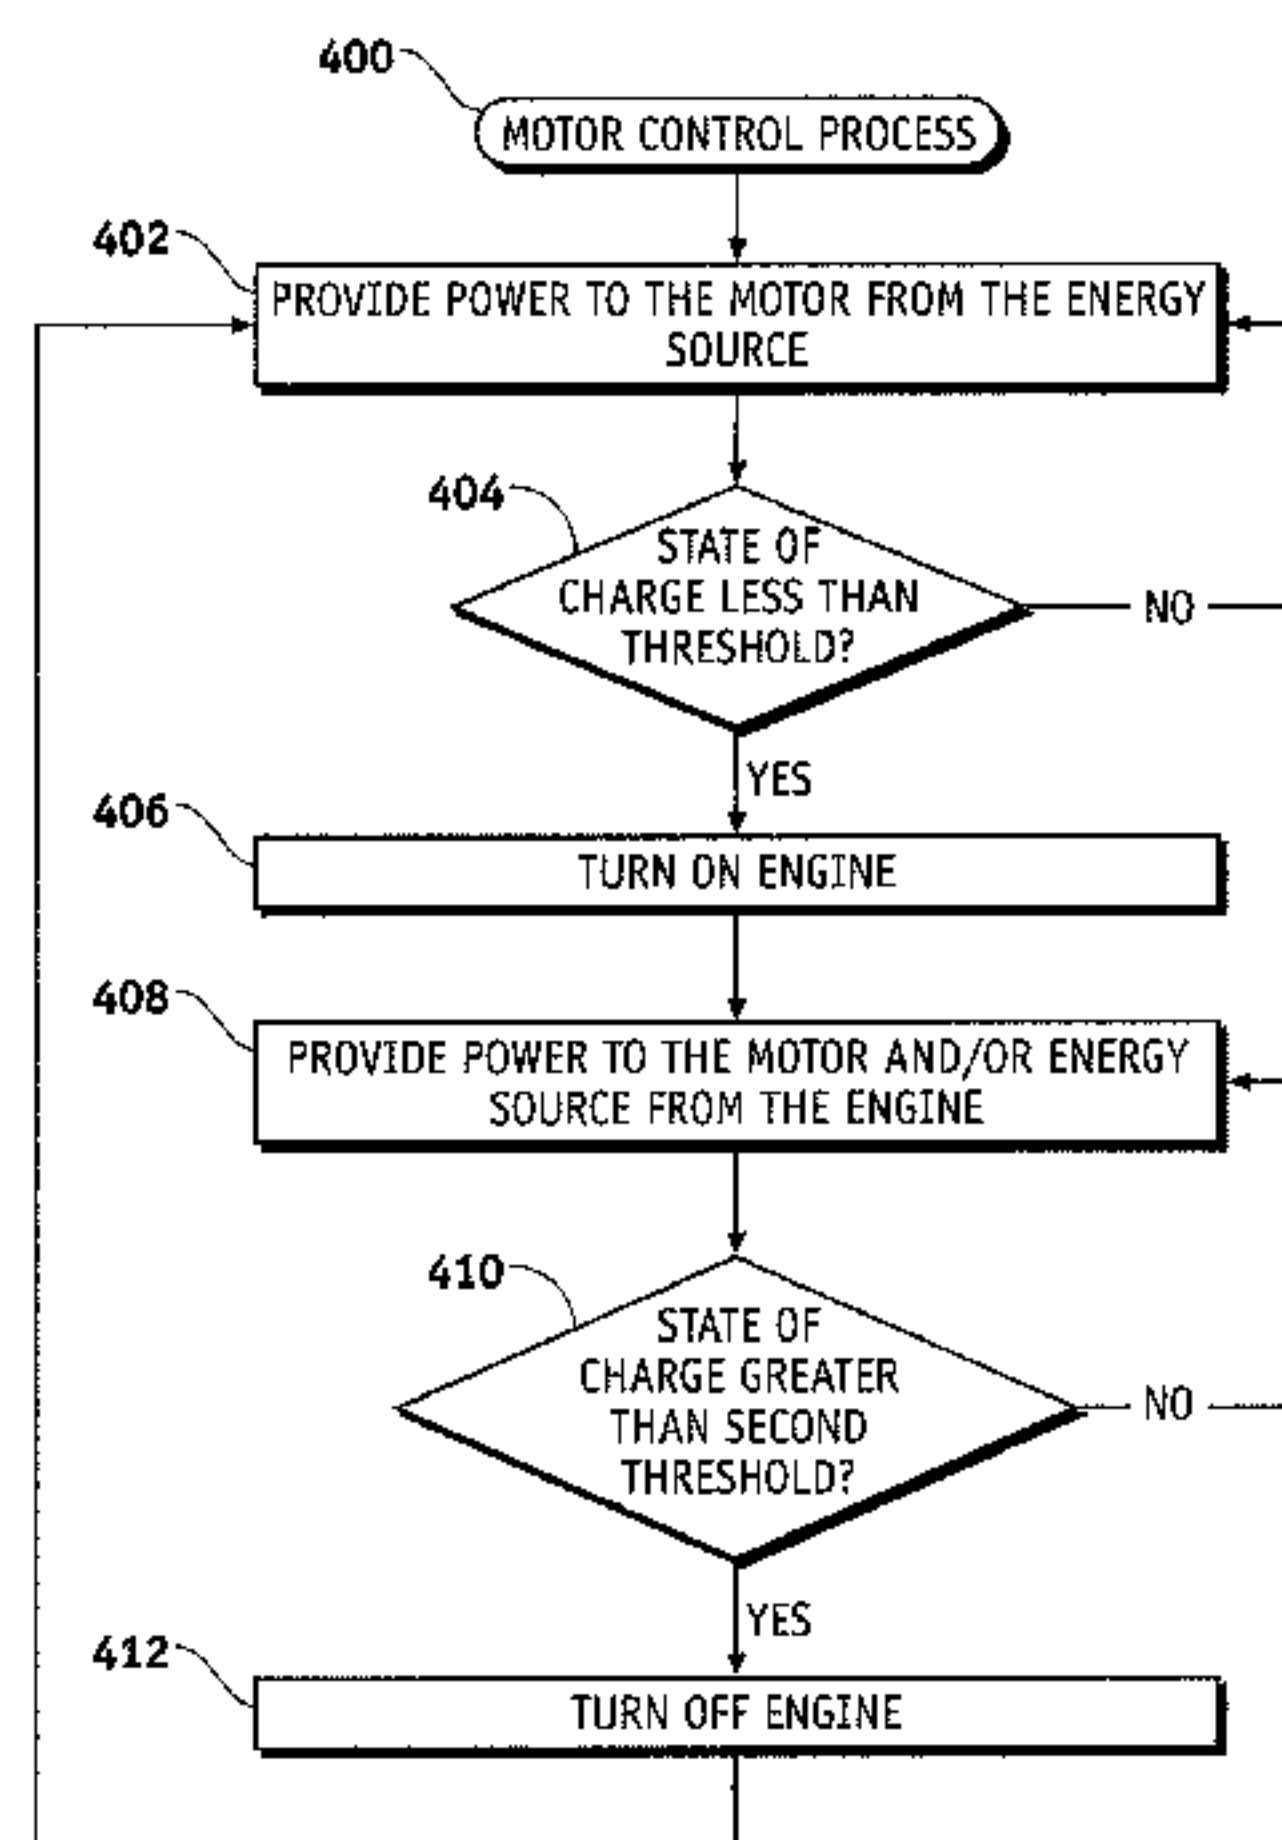 400
MOTOR CONTROL PROCESS
402
PROVIDE POWER TO THE MOTOR FROM THE ENERGY
SOURCE
404
STATE OF
CHARGE LESS THAN
THRESHOLD?
NO
YES
406
TURN ON ENGINE
408
PROVIDE POWER TO THE MOTOR AND/OR ENERGY
SOURCE FROM THE ENGINE
410
STATE OF
CHARGE GREATER
THAN SECOND
THRESHOLD?
NO
YES
412
TURN OFF ENGINE